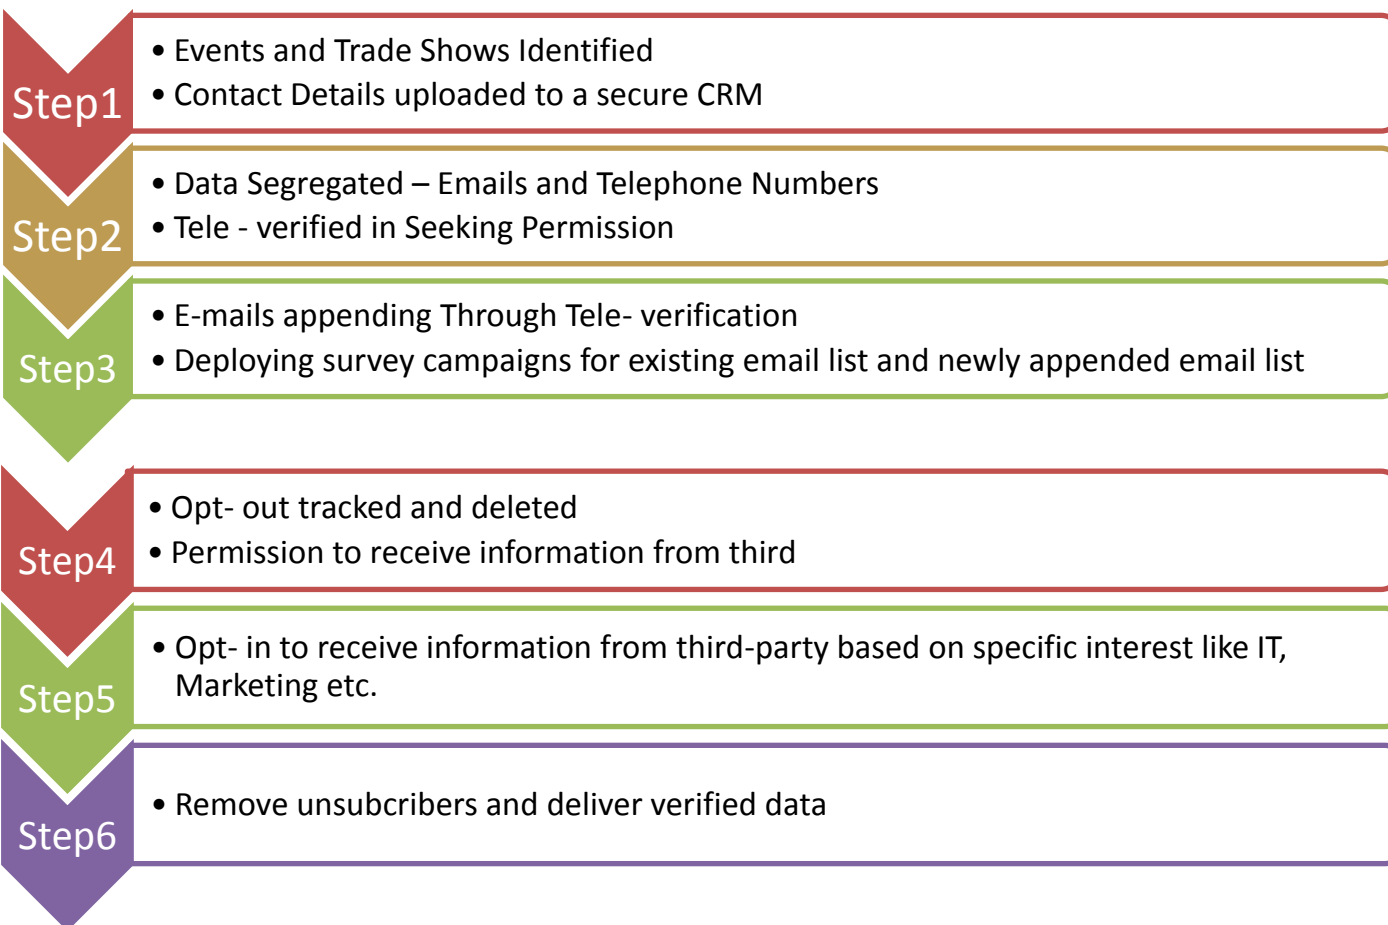 Step1
• Events and Trade Shows Identified
• Contact Details uploaded to a secure CRM
Step2
• Data Segregated – Emails and Telephone Numbers
• Tele - verified in Seeking Permission
Step3
• E-mails appending Through Tele- verification
• Deploying survey campaigns for existing email list and newly appended email list
Step4
• Opt- out tracked and deleted
• Permission to receive information from third
Step5
• Opt- in to receive information from third-party based on specific interest like IT,
Marketing etc.
Step6
• Remove unsubcribers and deliver verified data